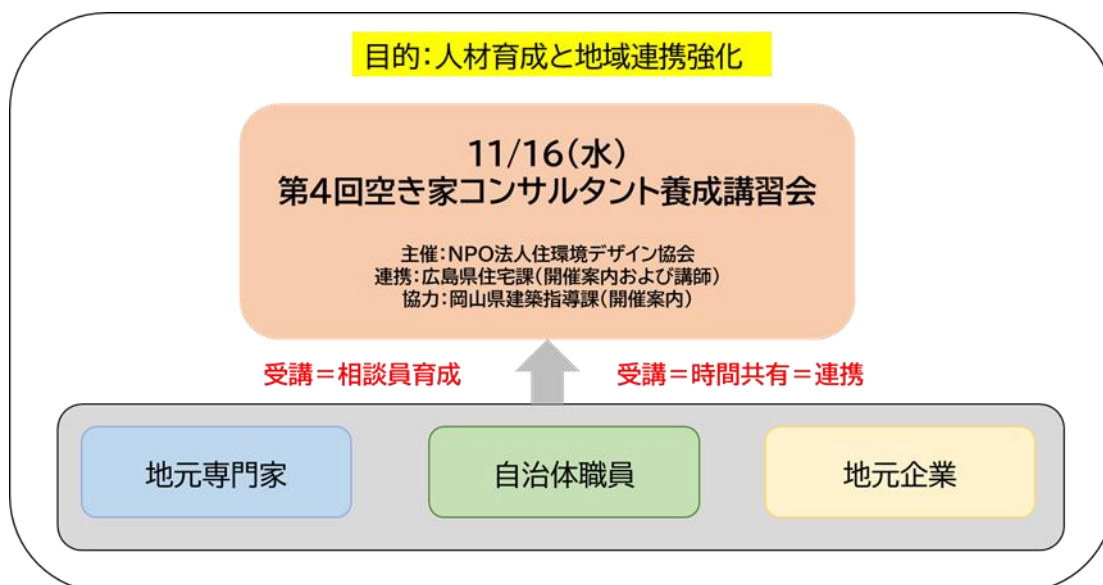 目的：人材育成と地域連携強化
11/16(水)
第4回空き家コンサルタント養成講習会
主催：NPO法人住環境デザイン協会
連携：広島県住宅課(開催案内および講師)
協力：岡山県建築指導課(開催案内)
受講＝相談員育成
受講＝時間共有＝連携
地元専門家
自治体職員
地元企業